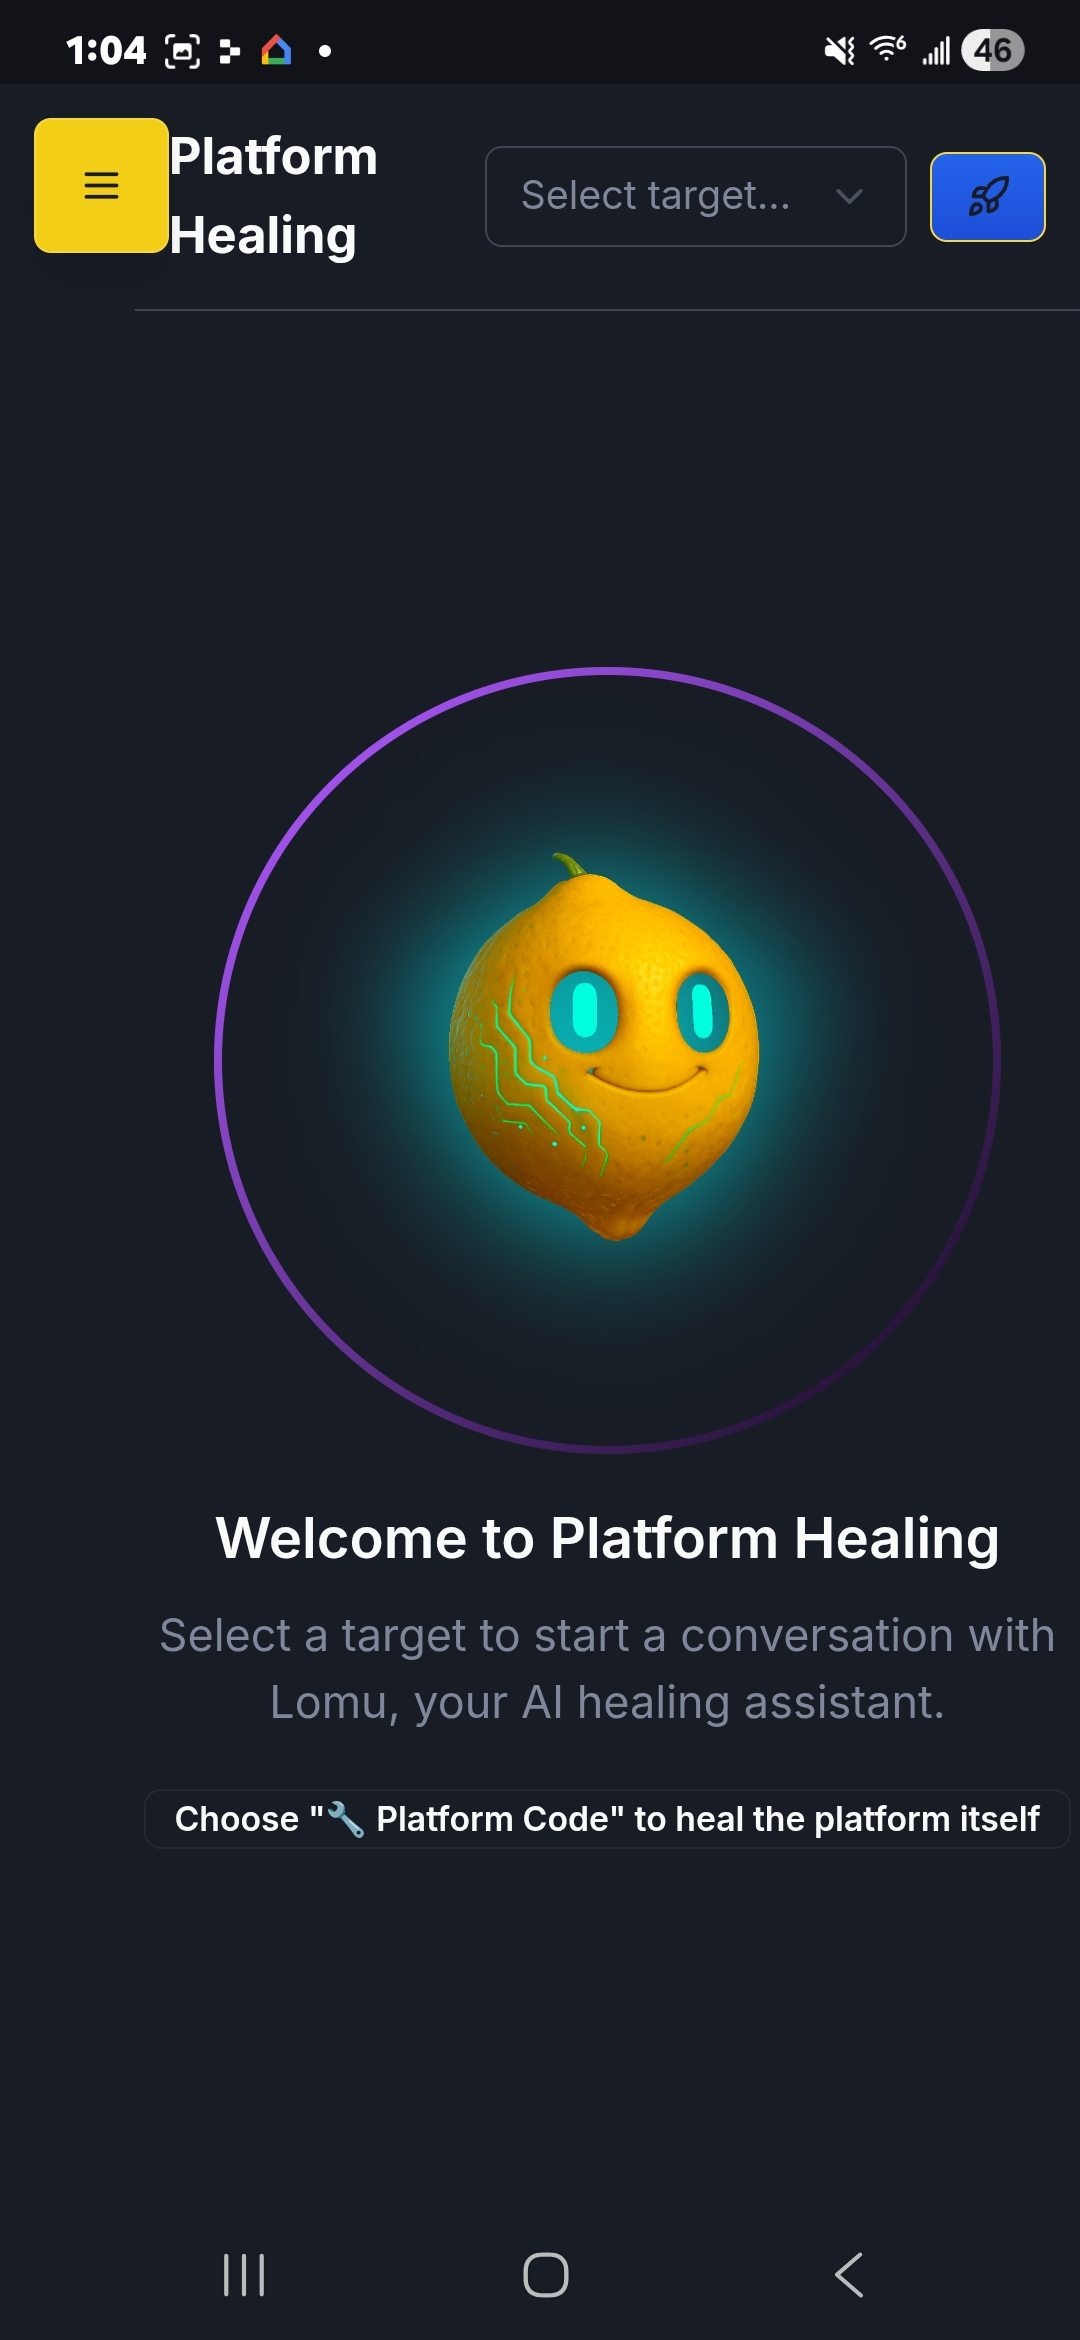 1:04
6
46
Platform
Healing
Select target...
Welcome to Platform Healing
Select a target to start a conversation with
Lomu, your AI healing assistant.
Choose "🔧 Platform Code" to heal the platform itself